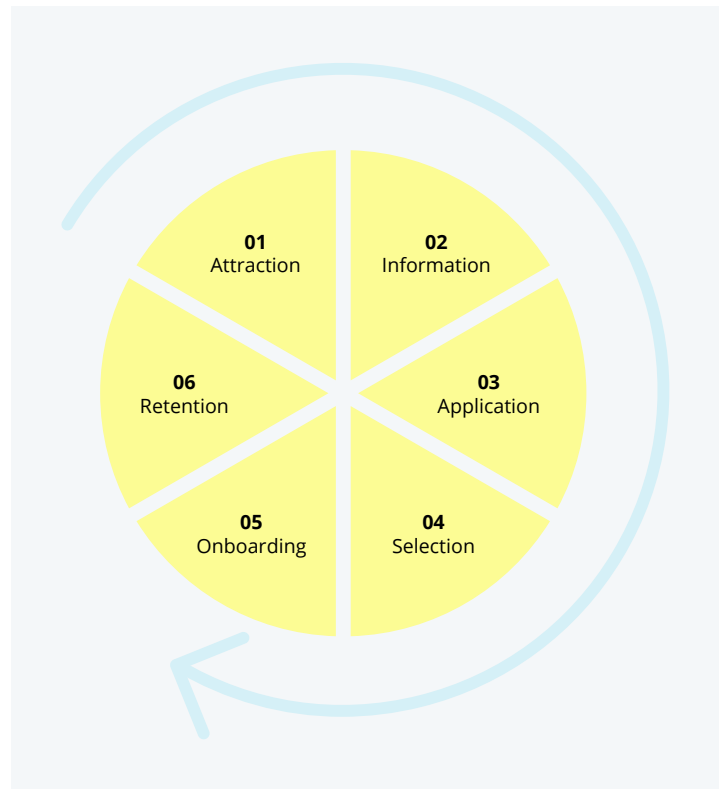 01
Attraction
02
Information
03
Application
04
Selection
05
Onboarding
06
Retention